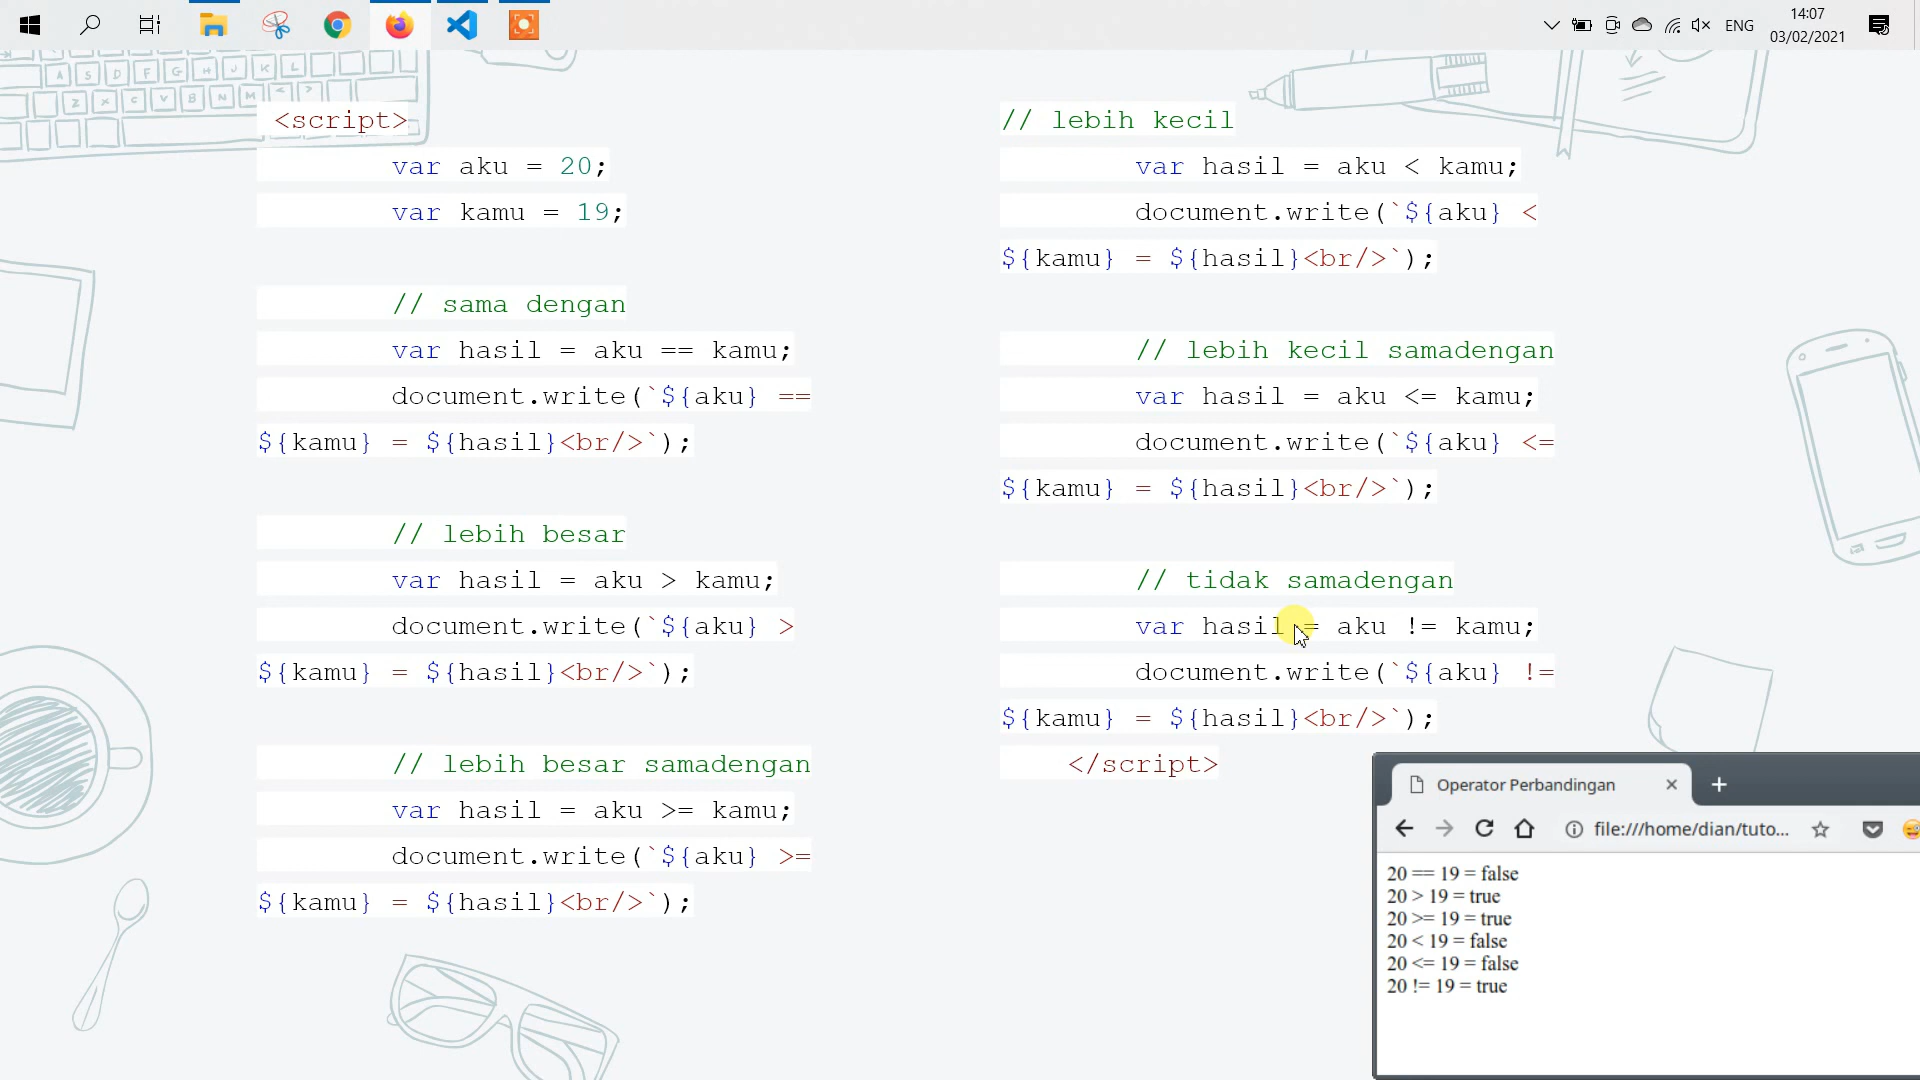 ENG
14:07
03/02/2021
<script>
var aku = 20;
var kamu = 19;
// sama dengan
var hasil = aku == kamu;
document.write(`${aku} ==
${kamu} = ${hasil}<br/>`);
// lebih besar
var hasil = aku > kamu;
document.write(`${aku} >
${kamu} = ${hasil}<br/>`);
// lebih besar samadengan
var hasil = aku >= kamu;
document.write(`${aku} >=
${kamu} = ${hasil}<br/>`);
// lebih kecil
var hasil = aku < kamu;
document.write(`${aku} <
${kamu} = ${hasil}<br/>`);
// lebih kecil samadengan
var hasil = aku <= kamu;
document.write(`${aku} <=
${kamu} = ${hasil}<br/>`);
// tidak samadengan
var hasil = aku != kamu;
document.write(`${aku} !=
${kamu} = ${hasil}<br/>`);
</script>
Operator Perbandingan
file:///home/dian/tuto...
20 == 19 = false
20 > 19 = true
20 >= 19 = true
20 < 19 = false
20 <= 19 = false
20 != 19 = true